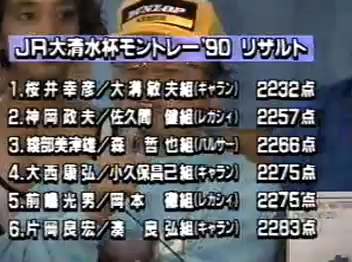 DUNLOP
JR大清水杯モントレー'90 リザルト
1.桜井幸彦/大溝敏夫組(ギャラン) 2232点
2.神岡政夫/佐久間 健組(レガシィ) 2257点
3.綾部美津雄/森 哲也組(パルサー) 2266点
4.大西康弘/小久保昌己組(ギャラン) 2275点
5.前 光男/岡本 組(レガシィ) 2275点
6.片岡良宏/湊 良弘組(ギャラン) 2283点